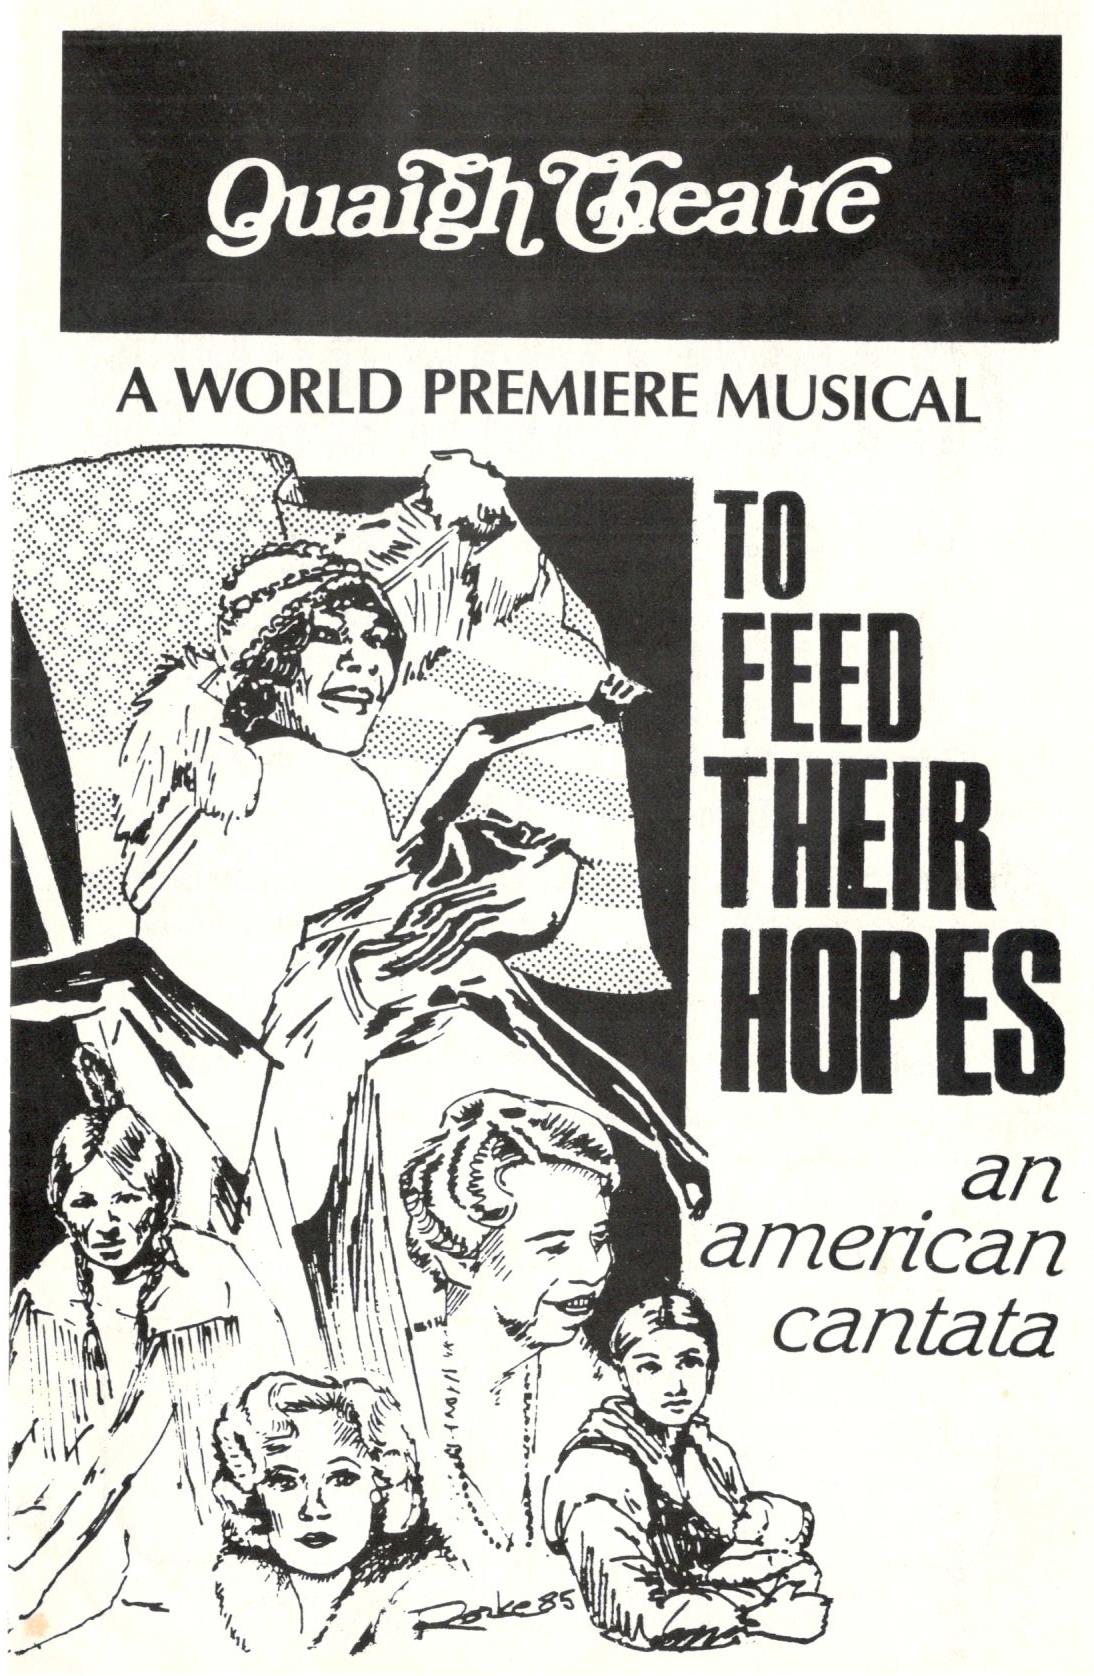 Quaigh Theatre
A WORLD PREMIERE MUSICAL
TO
FEED
THEIR
HOPES
an
american
cantata
Rorke 85